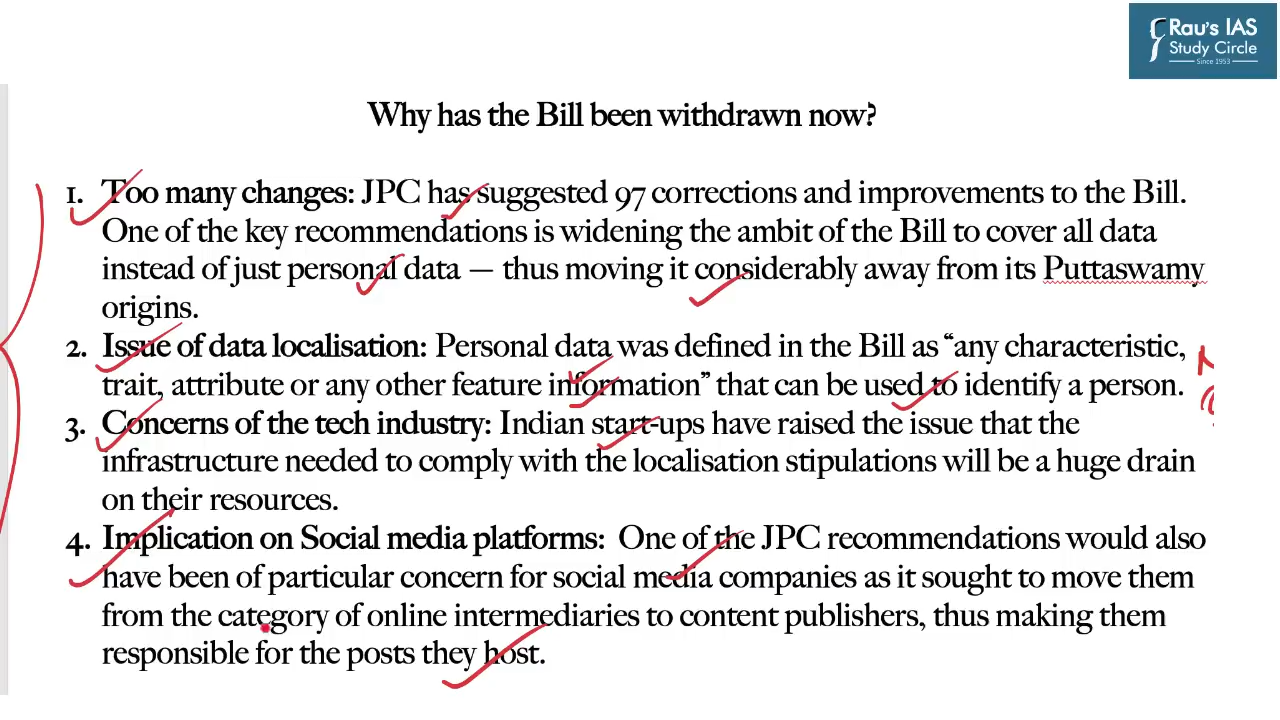 Rau's IAS
Study Circle
Since 1953
Why has the Bill been withdrawn now?
1. Too many changes: JPC has suggested 97 corrections and improvements to the Bill.
One of the key recommendations is widening the ambit of the Bill to cover all data
instead of just personal data — thus moving it considerably away from its Puttaswamy
origins.
2. Issue of data localisation: Personal data was defined in the Bill as “any characteristic,
trait, attribute or any other feature information” that can be used to identify a person.
3. Concerns of the tech industry: Indian start-ups have raised the issue that the
infrastructure needed to comply with the localisation stipulations will be a huge drain
on their resources.
4. Implication on Social media platforms: One of the JPC recommendations would also
have been of particular concern for social media companies as it sought to move them
from the category of online intermediaries to content publishers, thus making them
responsible for the posts they host.